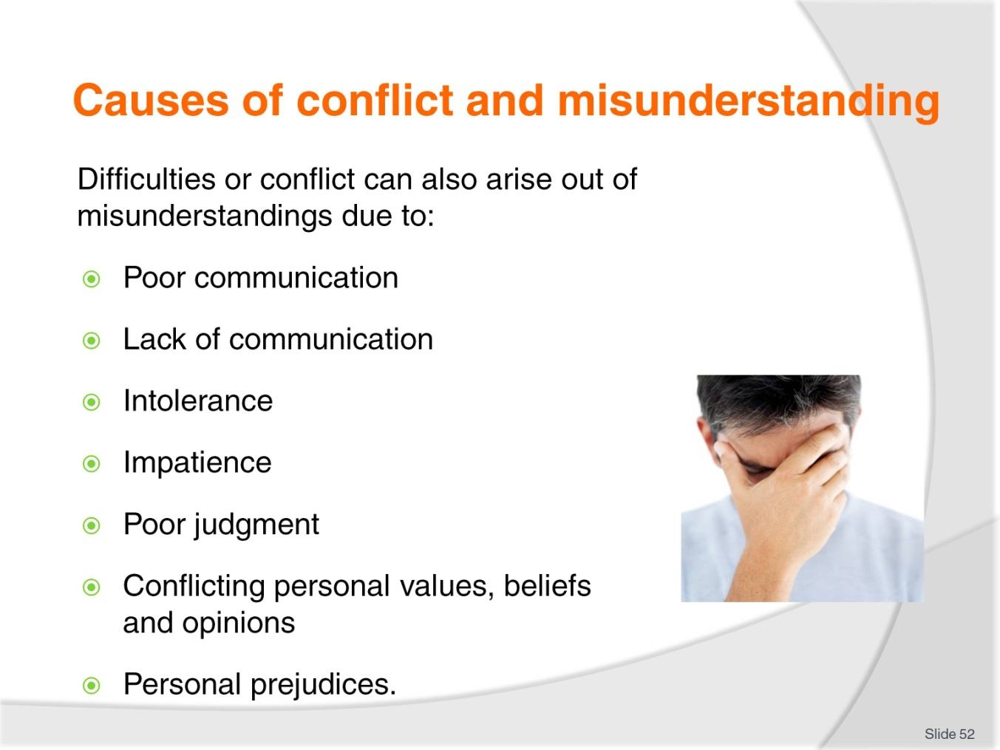 Causes of conflict and misunderstanding
Difficulties or conflict can also arise out of
misunderstandings due to:
Poor communication
Lack of communication
Intolerance
Impatience
Poor judgment
Conflicting personal values, beliefs
and opinions
Personal prejudices.
Slide 52